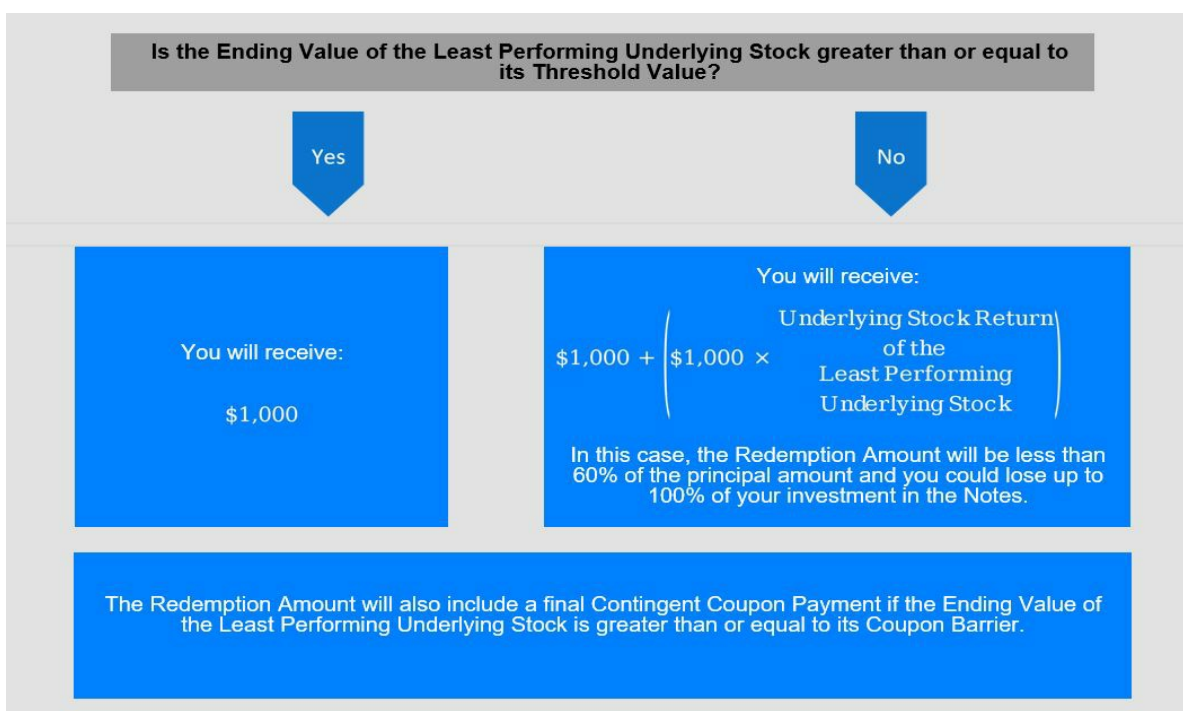 Is the Ending Value of the Least Performing Underlying Stock greater than or equal to
its Threshold Value?
Yes
No
You will receive:
$1,000
You will receive:
$1,000 + ($1,000 × Underlying Stock Return
of the
Least Performing
Underlying Stock)
In this case, the Redemption Amount will be less than
60% of the principal amount and you could lose up to
100% of your investment in the Notes.
The Redemption Amount will also include a final Contingent Coupon Payment if the Ending Value of
the Least Performing Underlying Stock is greater than or equal to its Coupon Barrier.